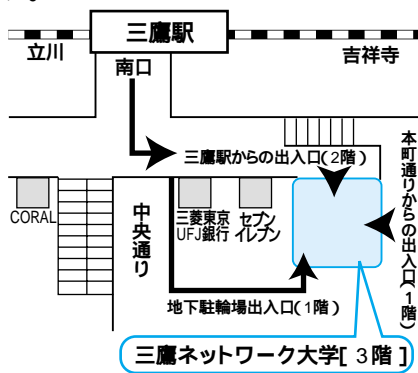 三鷹駅
立川
吉祥寺
南口
三鷹駅からの出入口(2階)
本町通りからの出入口(1階)
CORAL
中央通り
三菱東京
UFJ銀行
セブン
イレブン
地下駐輪場出入口(1階)
三鷹ネットワーク大学[3階]